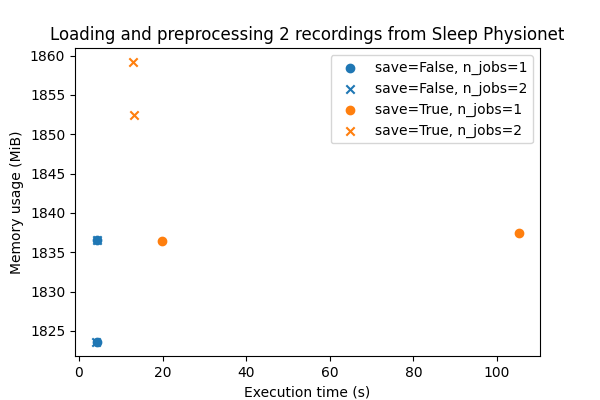 Loading and preprocessing 2 recordings from Sleep Physionet
1860
1855
1850
1845
1840
1835
1830
1825
Memory usage (MiB)
save=False, n_jobs=1
save=False, n_jobs=2
save=True, n_jobs=1
save=True, n_jobs=2
0 20 40 60 80 100
Execution time (s)